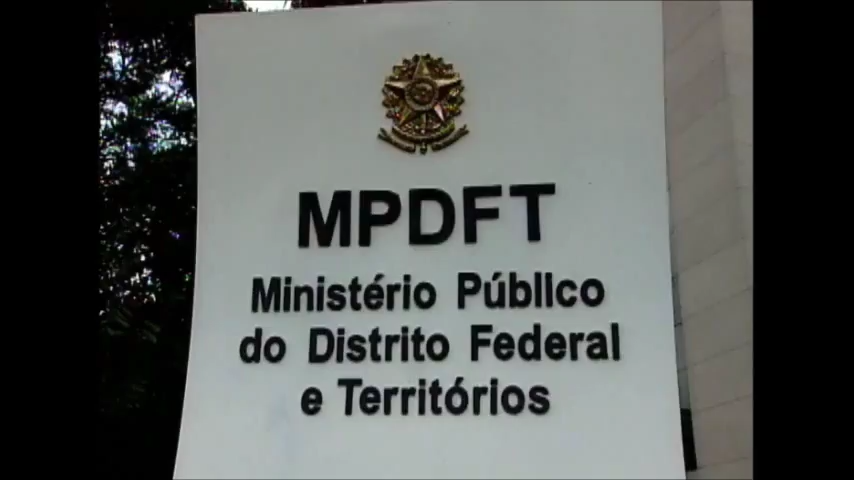 MPDFT
Ministério Público
do Distrito Federal
e Territórios